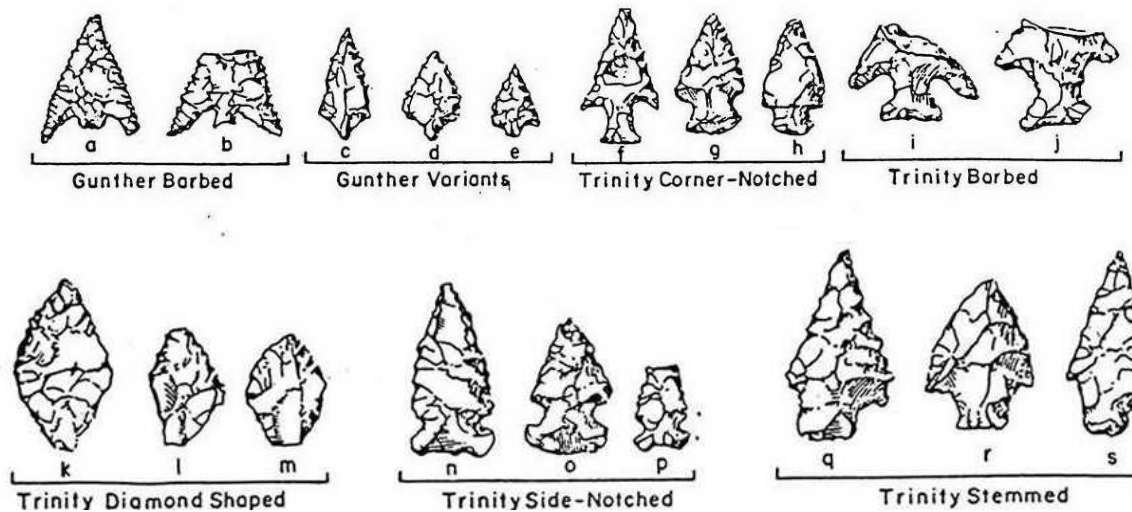 a b c d e f g h i j
Gunther Barbed Gunther Variants Trinity Corner-Notched Trinity Barbed
k l m n o p q r s
Trinity Diamond Shaped Trinity Side-Notched Trinity Stemmed